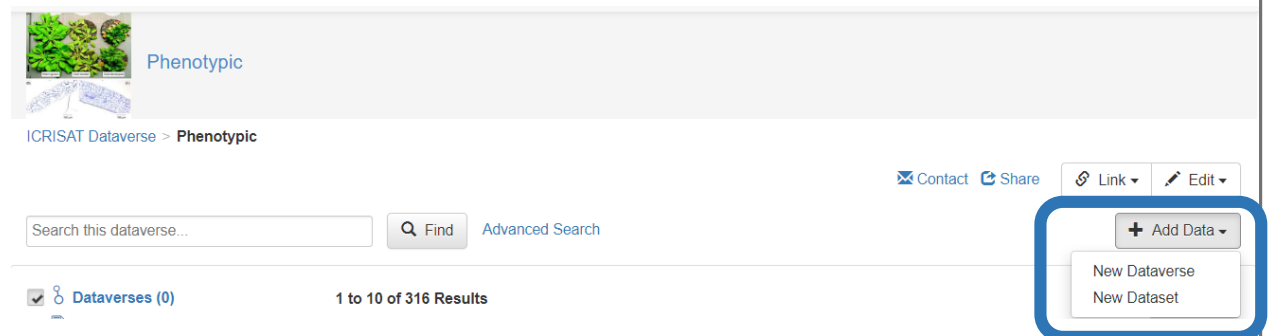 Phenotypic
ICRISAT Dataverse > Phenotypic
Contact Share Link Edit
Search this dataverse... Find Advanced Search Add Data
New Dataverse
New Dataset
Dataverses (0) 1 to 10 of 316 Results